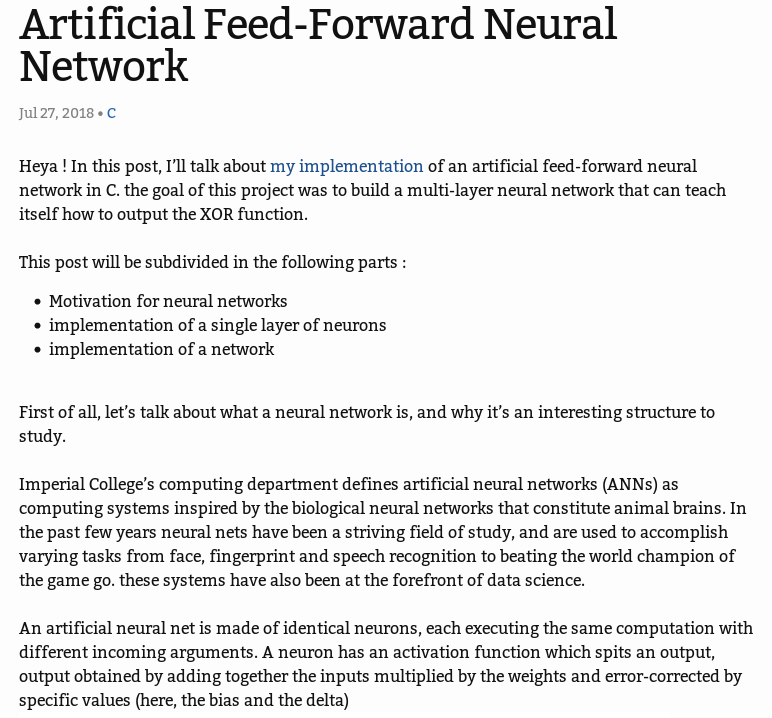 Artificial Feed-Forward Neural
Network
Jul 27, 2018 • C
Heya ! In this post, I'll talk about my implementation of an artificial feed-forward neural
network in C. the goal of this project was to build a multi-layer neural network that can teach
itself how to output the XOR function.
This post will be subdivided in the following parts :
• Motivation for neural networks
• implementation of a single layer of neurons
• implementation of a network
First of all, let's talk about what a neural network is, and why it's an interesting structure to
study.
Imperial College's computing department defines artificial neural networks (ANNs) as
computing systems inspired by the biological neural networks that constitute animal brains. In
the past few years neural nets have been a striving field of study, and are used to accomplish
varying tasks from face, fingerprint and speech recognition to beating the world champion of
the game go. these systems have also been at the forefront of data science.
An artificial neural net is made of identical neurons, each executing the same computation with
different incoming arguments. A neuron has an activation function which spits an output,
output obtained by adding together the inputs multiplied by the weights and error-corrected by
specific values (here, the bias and the delta)